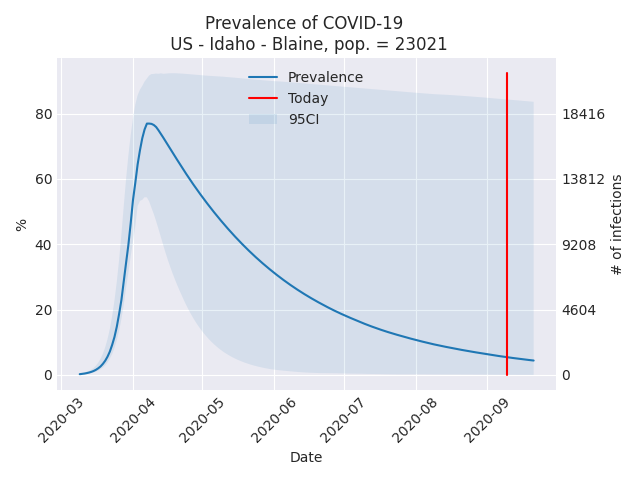 Prevalence of COVID-19
US - Idaho - Blaine, pop. = 23021
Prevalence
Today
95CI
80
60
40
20
0
%
18416
13812
9208
4604
0
# of infections
2020-03
2020-04
2020-05
2020-06
2020-07
2020-08
2020-09
Date